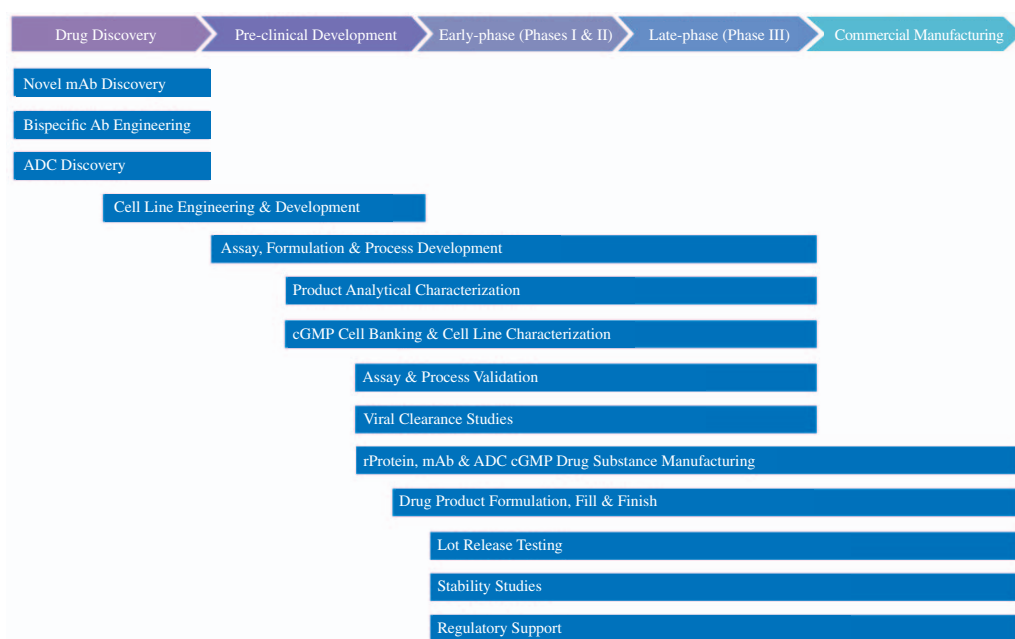 Drug Discovery
Pre-clinical Development
Early-phase (Phases I & II)
Late-phase (Phase III)
Commercial Manufacturing
Novel mAb Discovery
Bispecific Ab Engineering
ADC Discovery
Cell Line Engineering & Development
Assay, Formulation & Process Development
Product Analytical Characterization
cGMP Cell Banking & Cell Line Characterization
Assay & Process Validation
Viral Clearance Studies
rProtein, mAb & ADC cGMP Drug Substance Manufacturing
Drug Product Formulation, Fill & Finish
Lot Release Testing
Stability Studies
Regulatory Support